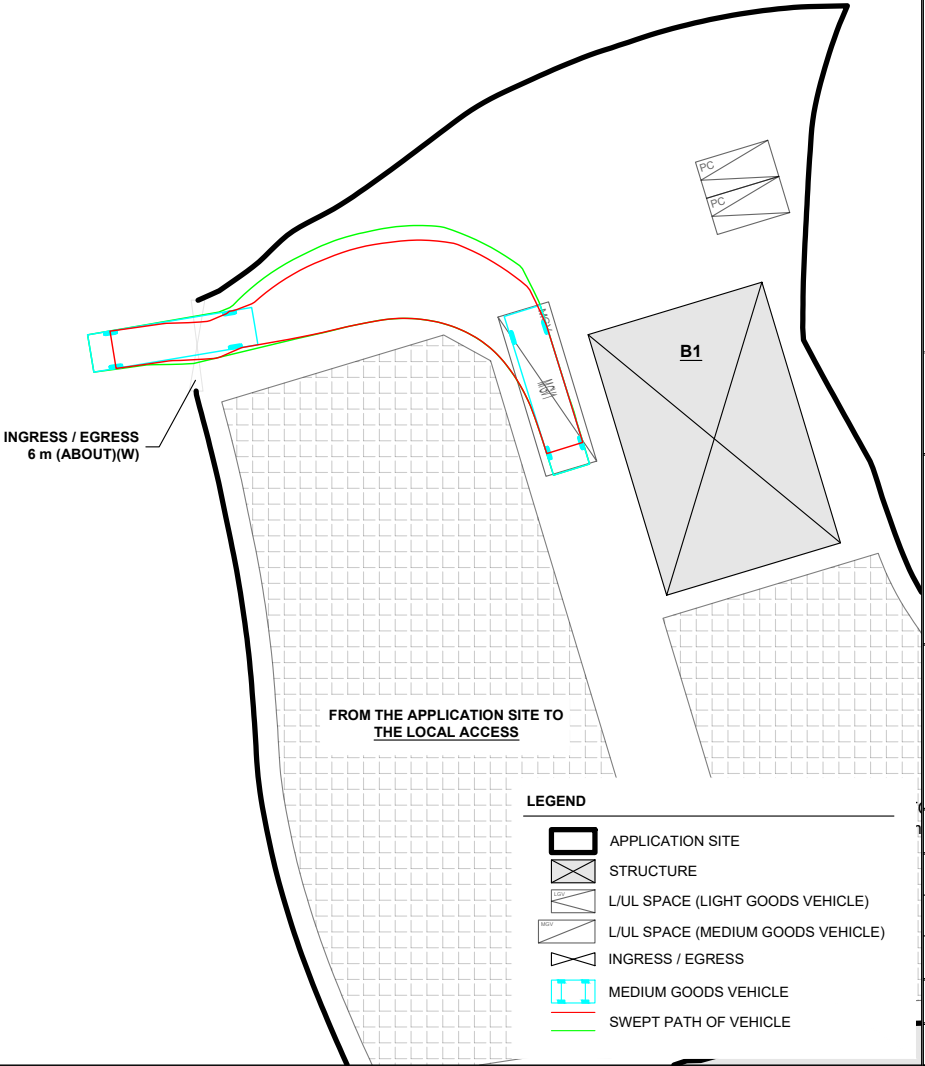 PC
PC
MGV
B1
INGRESS / EGRESS
6 m (ABOUT)(W)
FROM THE APPLICATION SITE TO
THE LOCAL ACCESS
LEGEND
APPLICATION SITE
STRUCTURE
LGV
L/UL SPACE (LIGHT GOODS VEHICLE)
MGV
L/UL SPACE (MEDIUM GOODS VEHICLE)
INGRESS / EGRESS
MEDIUM GOODS VEHICLE
SWEPT PATH OF VEHICLE